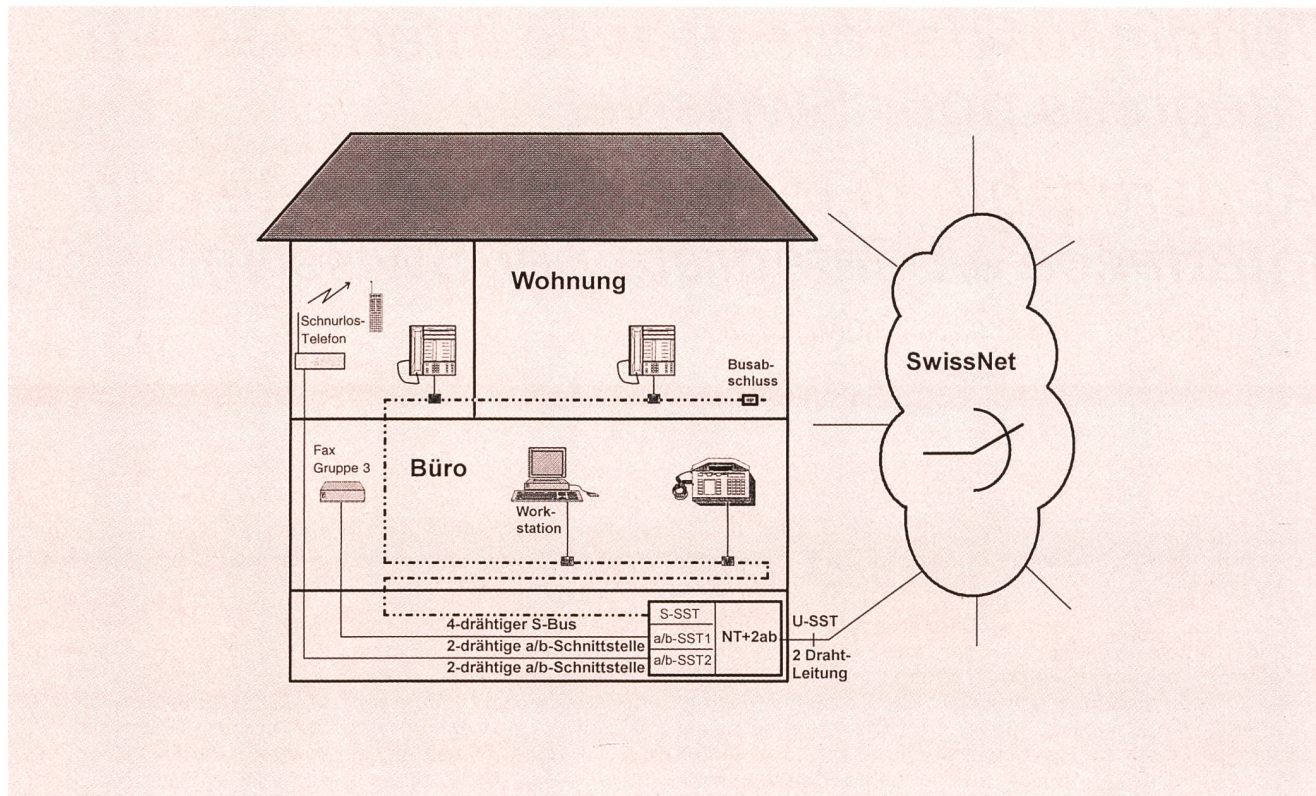 Wohnung
Schnurlos-
Telefon
Busab-
schluss
SwissNet
Fax
Gruppe 3
Büro
Work-
station
4-drähtiger S-Bus
2-drähtige a/b-Schnittstelle
2-drähtige a/b-Schnittstelle
S-SST
a/b-SST1
a/b-SST2
NT+2ab
U-SST
2 Draht-
Leitung